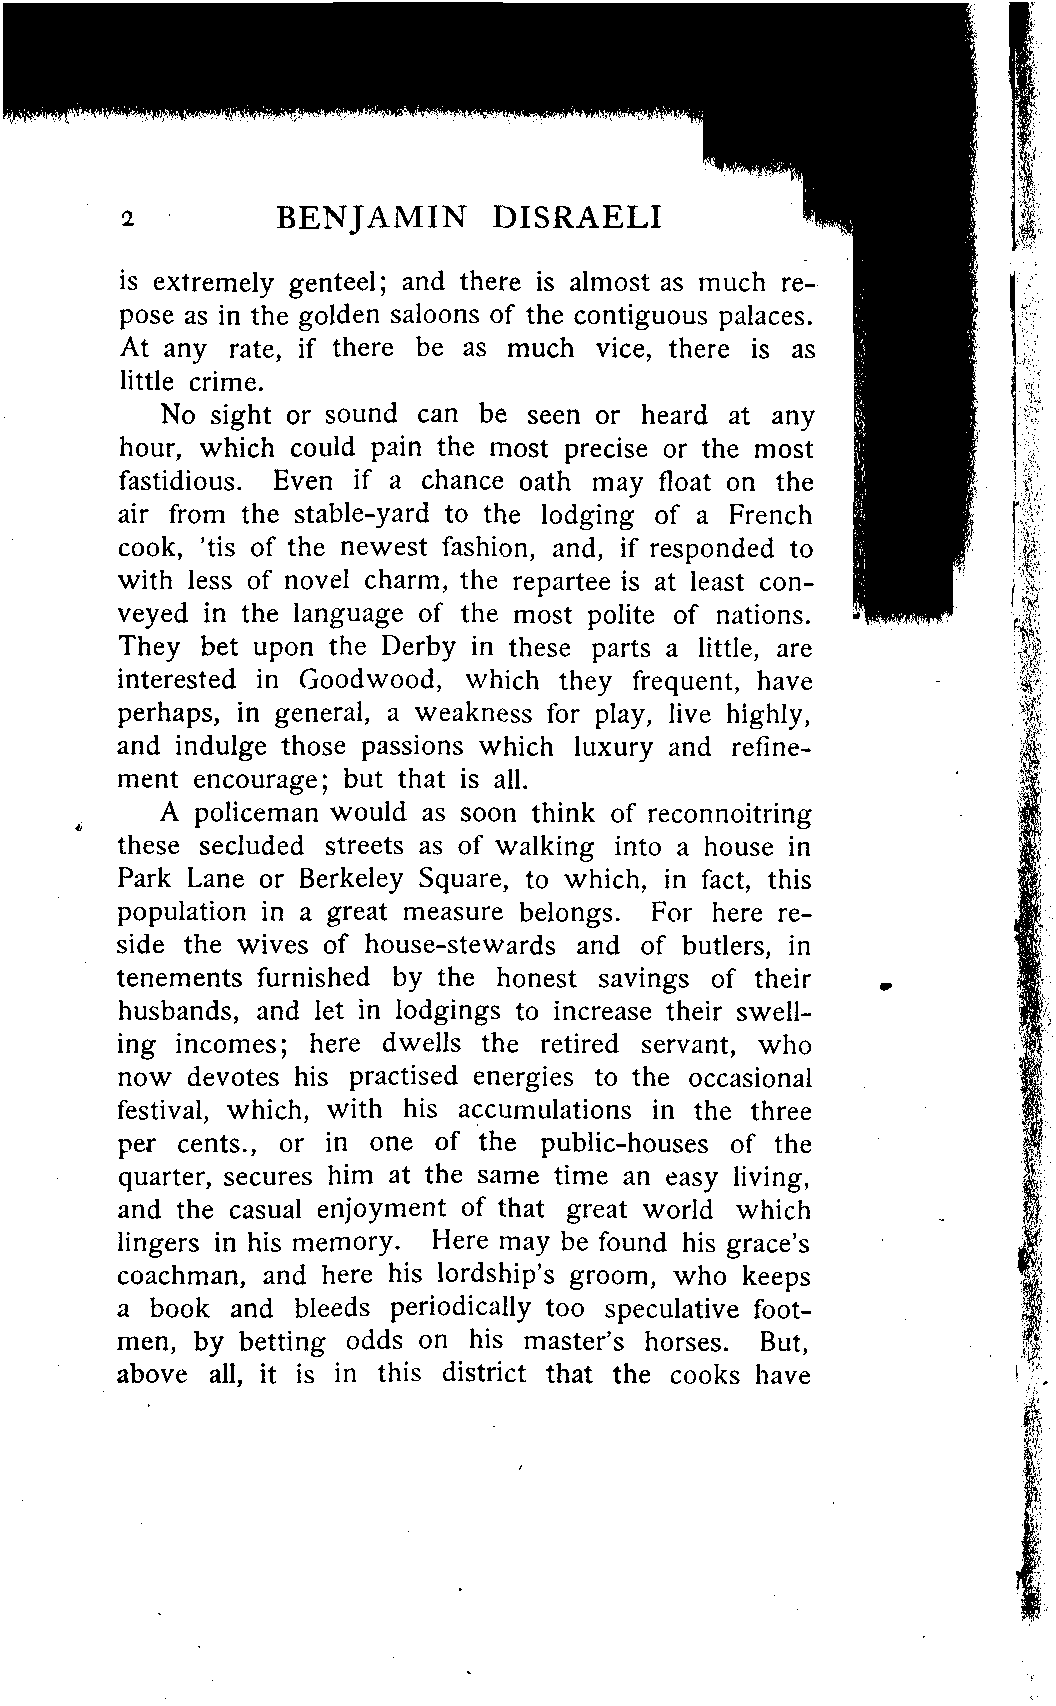 2 BENJAMIN DISRAELI
is extremely genteel; and there is almost as much re-
pose as in the golden saloons of the contiguous palaces.
At any rate, if there be as much vice, there is as
little crime.
No sight or sound can be seen or heard at any
hour, which could pain the most precise or the most
fastidious. Even if a chance oath may float on the
air from the stable-yard to the lodging of a French
cook, 'tis of the newest fashion, and, if responded to
with less of novel charm, the repartee is at least con-
veyed in the language of the most polite of nations.
They bet upon the Derby in these parts a little, are
interested in Goodwood, which they frequent, have
perhaps, in general, a weakness for play, live highly,
and indulge those passions which luxury and refine-
ment encourage; but that is all.
A policeman would as soon think of reconnoitring
these secluded streets as of walking into a house in
Park Lane or Berkeley Square, to which, in fact, this
population in a great measure belongs. For here re-
side the wives of house-stewards and of butlers, in
tenements furnished by the honest savings of their
husbands, and let in lodgings to increase their swell-
ing incomes; here dwells the retired servant, who
now devotes his practised energies to the occasional
festival, which, with his accumulations in the three
per cents., or in one of the public-houses of the
quarter, secures him at the same time an easy living,
and the casual enjoyment of that great world which
lingers in his memory. Here may be found his grace's
coachman, and here his lordship's groom, who keeps
a book and bleeds periodically too speculative foot-
men, by betting odds on his master's horses. But,
above all, it is in this district that the cooks have